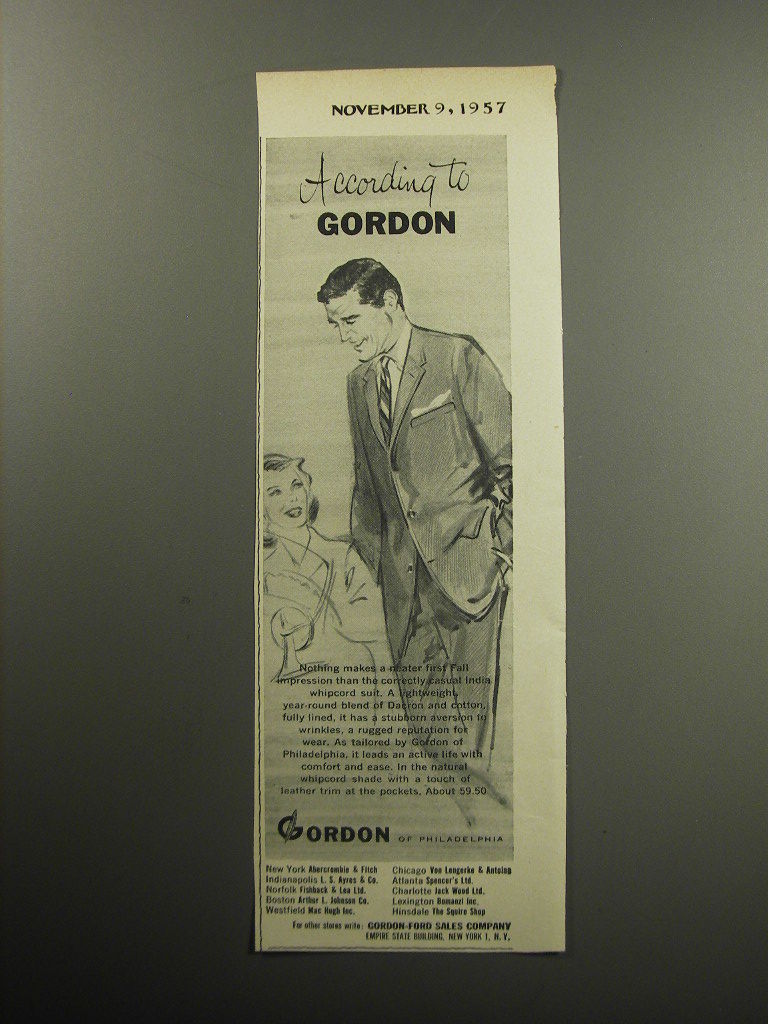 NOVEMBER 9, 1957
According to
GORDON
Nothing makes a neater first Fall
impression than the correctly casual India
whipcord suit. A lightweight,
year-round blend of Dacron and cotton,
fully lined, it has a stubborn aversion to
wrinkles, a rugged reputation for
wear. As tailored by Gordon of
Philadelphia, it leads an active life with
comfort and ease. In the natural
whipcord shade with a touch of
leather trim at the pockets. About 59.50
GORDON OF PHILADELPHIA
New York Abercrombie & Fitch
Indianapolis L. S. Ayres & Co.
Norfolk Fishback & Lea Ltd.
Boston Arthur L. Johnson Co.
Westfield Mac Hugh Inc.
Chicago Von Lengerke & Antoine
Atlanta Spencer's Ltd.
Charlotte Jack Wood Ltd.
Lexington Romanzi Inc.
Hinsdale The Squire Shop
For other stores write: GORDON-FORD SALES COMPANY
EMPIRE STATE BUILDING, NEW YORK 1, N. Y.